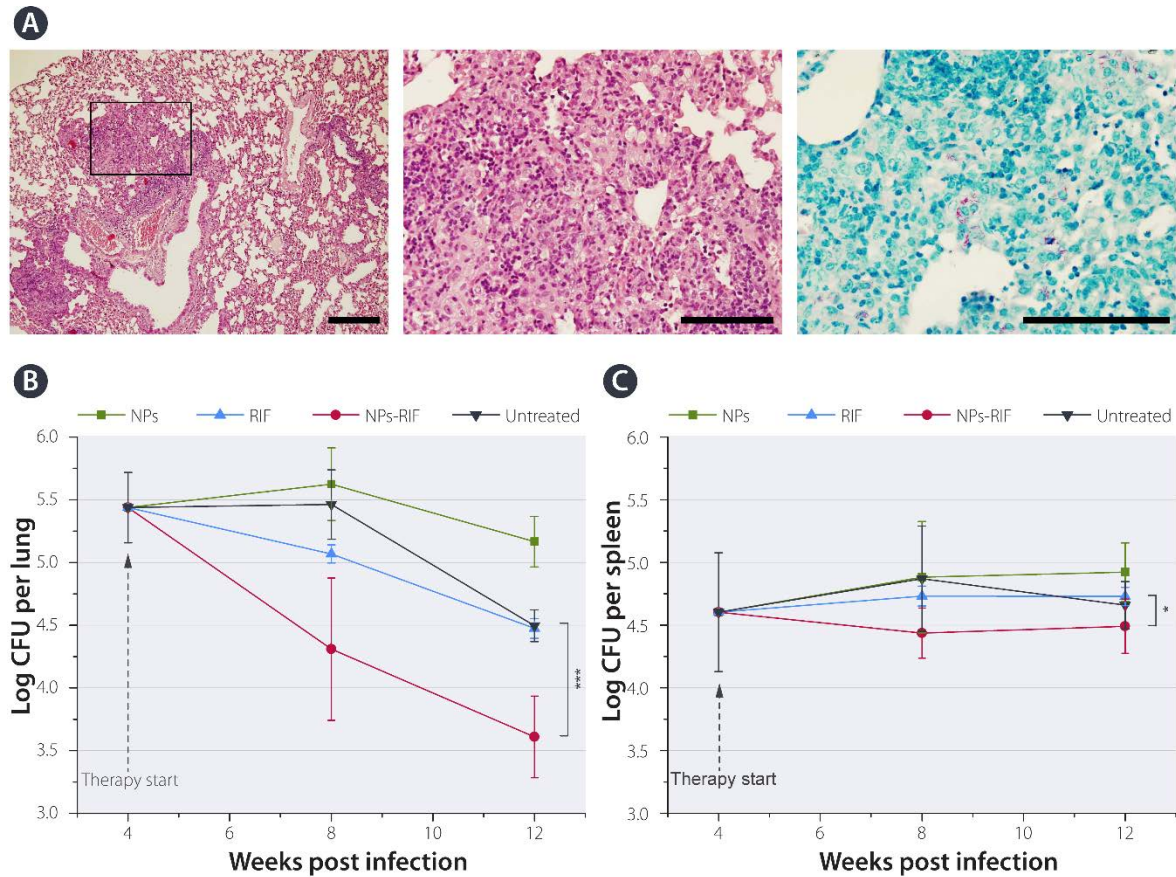 A
B
NPs RIF NPs-RIF Untreated
Log CFU per lung
6.0
5.5
5.0
4.5
4.0
3.5
3.0
***
Therapy start
4 6 8 10 12
Weeks post infection
C
NPs RIF NPs-RIF Untreated
Log CFU per spleen
6.0
5.5
5.0
4.5
4.0
3.5
3.0
*
Therapy start
4 6 8 10 12
Weeks post infection